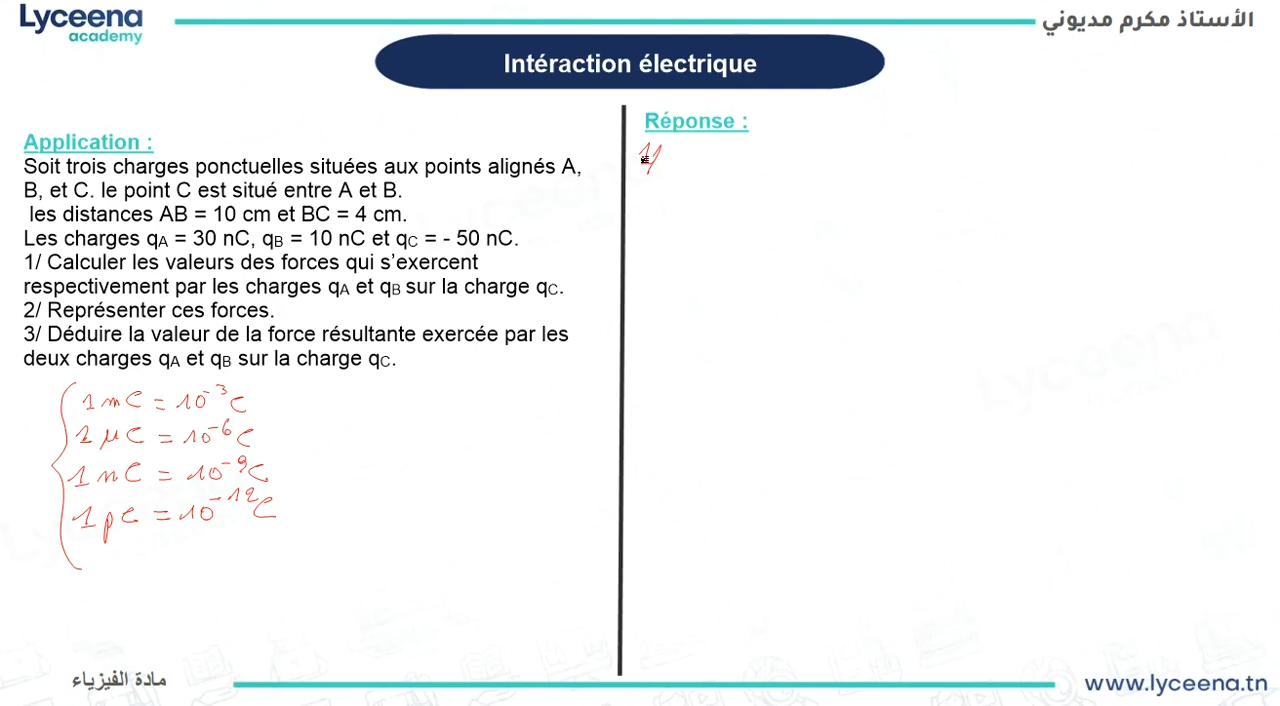 Lyceena
academy
الأستاذ مكرم مديوني
Intéraction électrique
Application :
Soit trois charges ponctuelles situées aux points alignés A,
B, et C. le point C est situé entre A et B.
les distances AB = 10 cm et BC = 4 cm.
Les charges qA = 30 nC, qB = 10 nC et qC = - 50 nC.
1/ Calculer les valeurs des forces qui s’exercent
respectivement par les charges qA et qB sur la charge qC.
2/ Représenter ces forces.
3/ Déduire la valeur de la force résultante exercée par les
deux charges qA et qB sur la charge qC.
1 mC = 10⁻³C
1 μC = 10⁻⁶C
1 nC = 10⁻⁹C
1 pC = 10⁻¹²C
Réponse :
1/
مادة الفيزياء
www.lyceena.tn